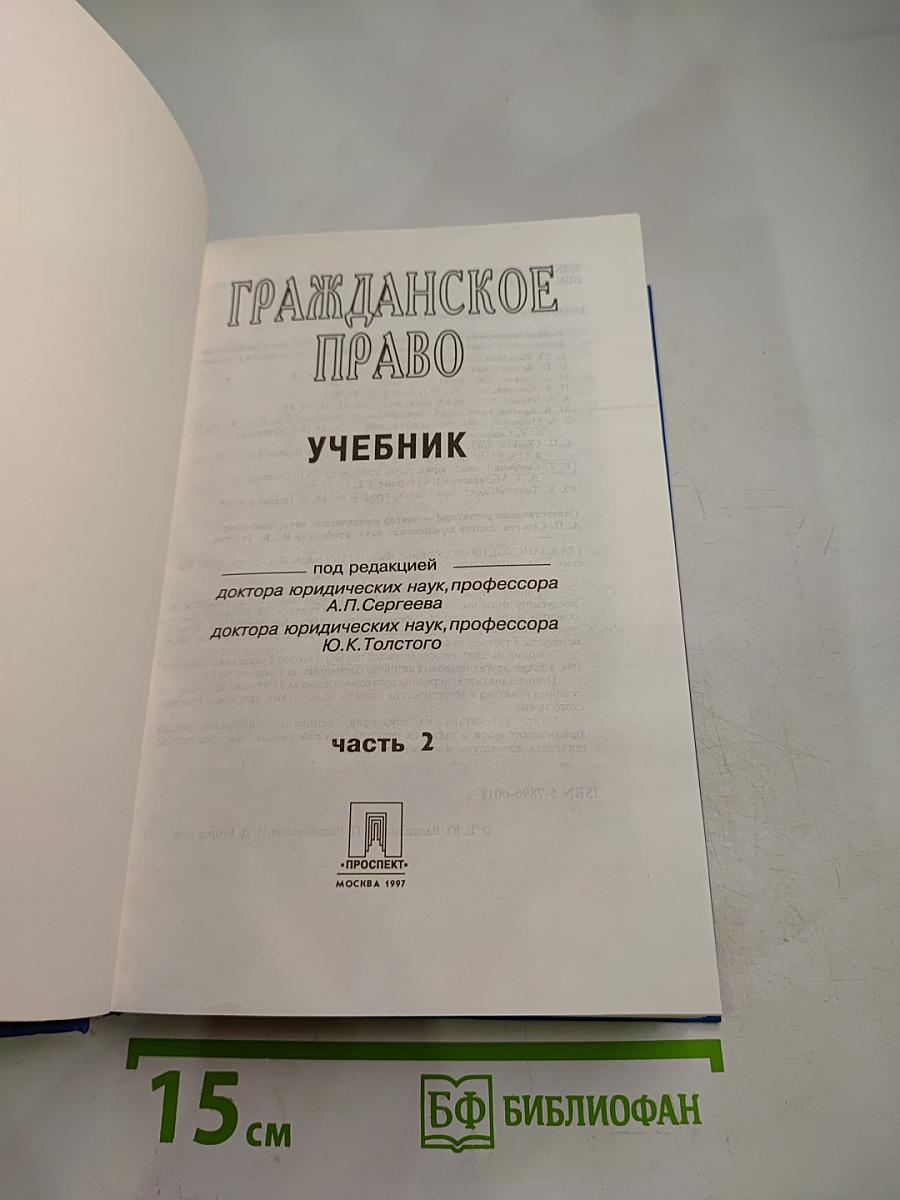 ГРАЖДАНСКОЕ
ПРАВО
УЧЕБНИК
под редакцией
доктора юридических наук, профессора
А.П.Сергеева
доктора юридических наук, профессора
Ю.К.Толстого
часть 2
•ПРОСПЕКТ•
МОСКВА 1997
15 см
БФ БИБЛИОФАН